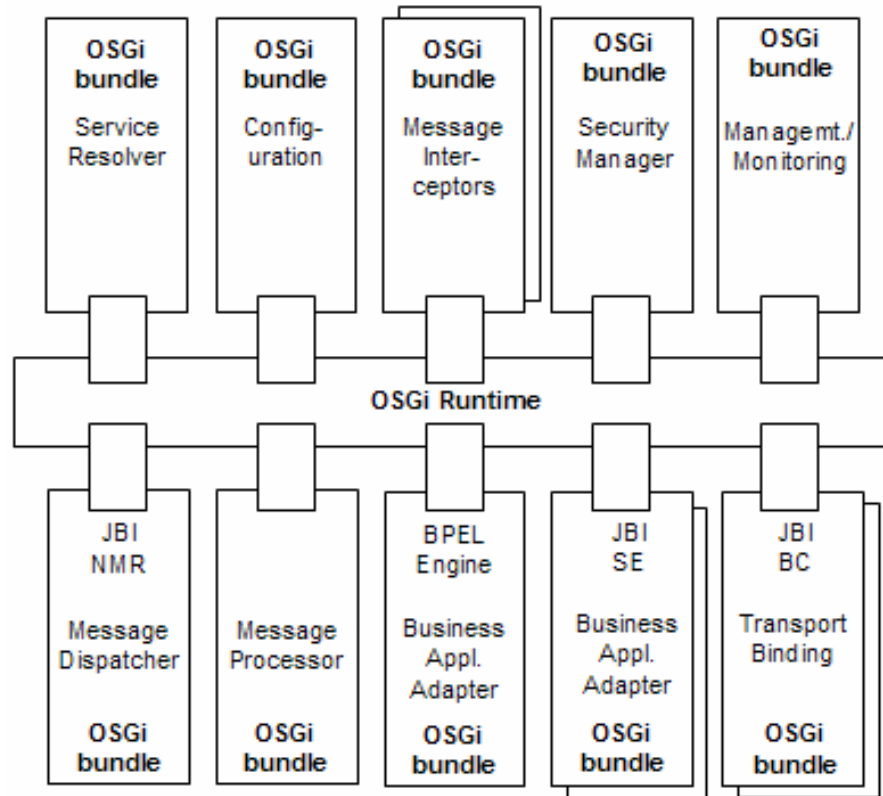 OSGi
bundle
Service
Resolver
OSGi
bundle
Config-
uration
OSGi
bundle
Message
Inter-
ceptors
OSGi
bundle
Security
Manager
OSGi
bundle
Managemt./
Monitoring
OSGi Runtime
JBI
NMR
Message
Dispatcher
OSGi
bundle
Message
Processor
OSGi
bundle
BPEL
Engine
Business
Appl.
Adapter
OSGi
bundle
JBI
SE
Business
Appl.
Adapter
OSGi
bundle
JBI
BC
Transport
Binding
OSGi
bundle